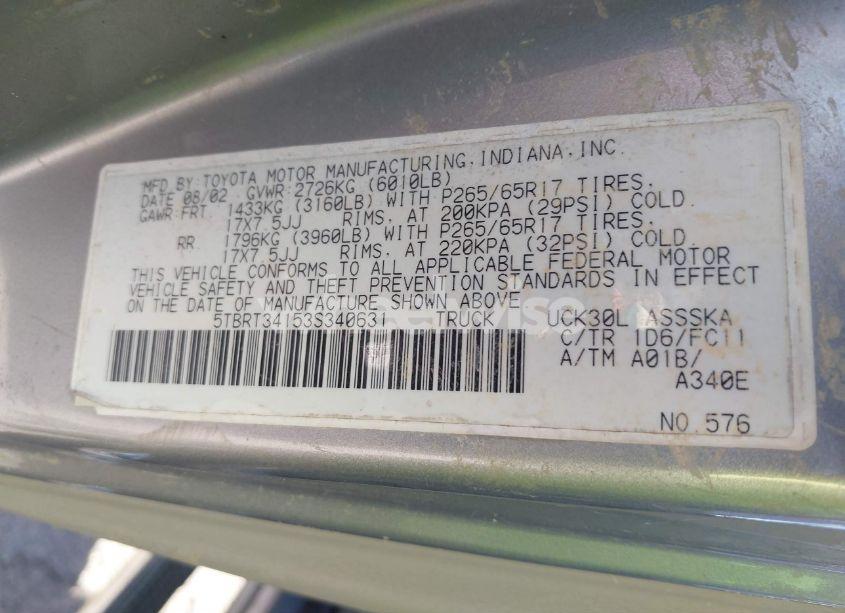 MFD BY:TOYOTA MOTOR MANUFACTURING,INDIANA,INC.
DATE 08/02 GVWR:2726KG (6010LB)
GAWR:FRT. 1433KG (3160LB) WITH P265/65R17 TIRES.
17X7.5JJ RIMS. AT 200KPA (29PSI) COLD.
RR. 1796KG (3960LB) WITH P265/65R17 TIRES.
17X7.5JJ RIMS. AT 220KPA (32PSI) COLD.
THIS VEHICLE CONFORMS TO ALL APPLICABLE FEDERAL MOTOR
VEHICLE SAFETY AND THEFT PREVENTION STANDARDS IN EFFECT
ON THE DATE OF MANUFACTURE SHOWN ABOVE.
5TBRT34153S340631 TRUCK UCK30L ASSSKA
C/TR 1D6/FC11
A/TM A01B/
A340E
NO.576